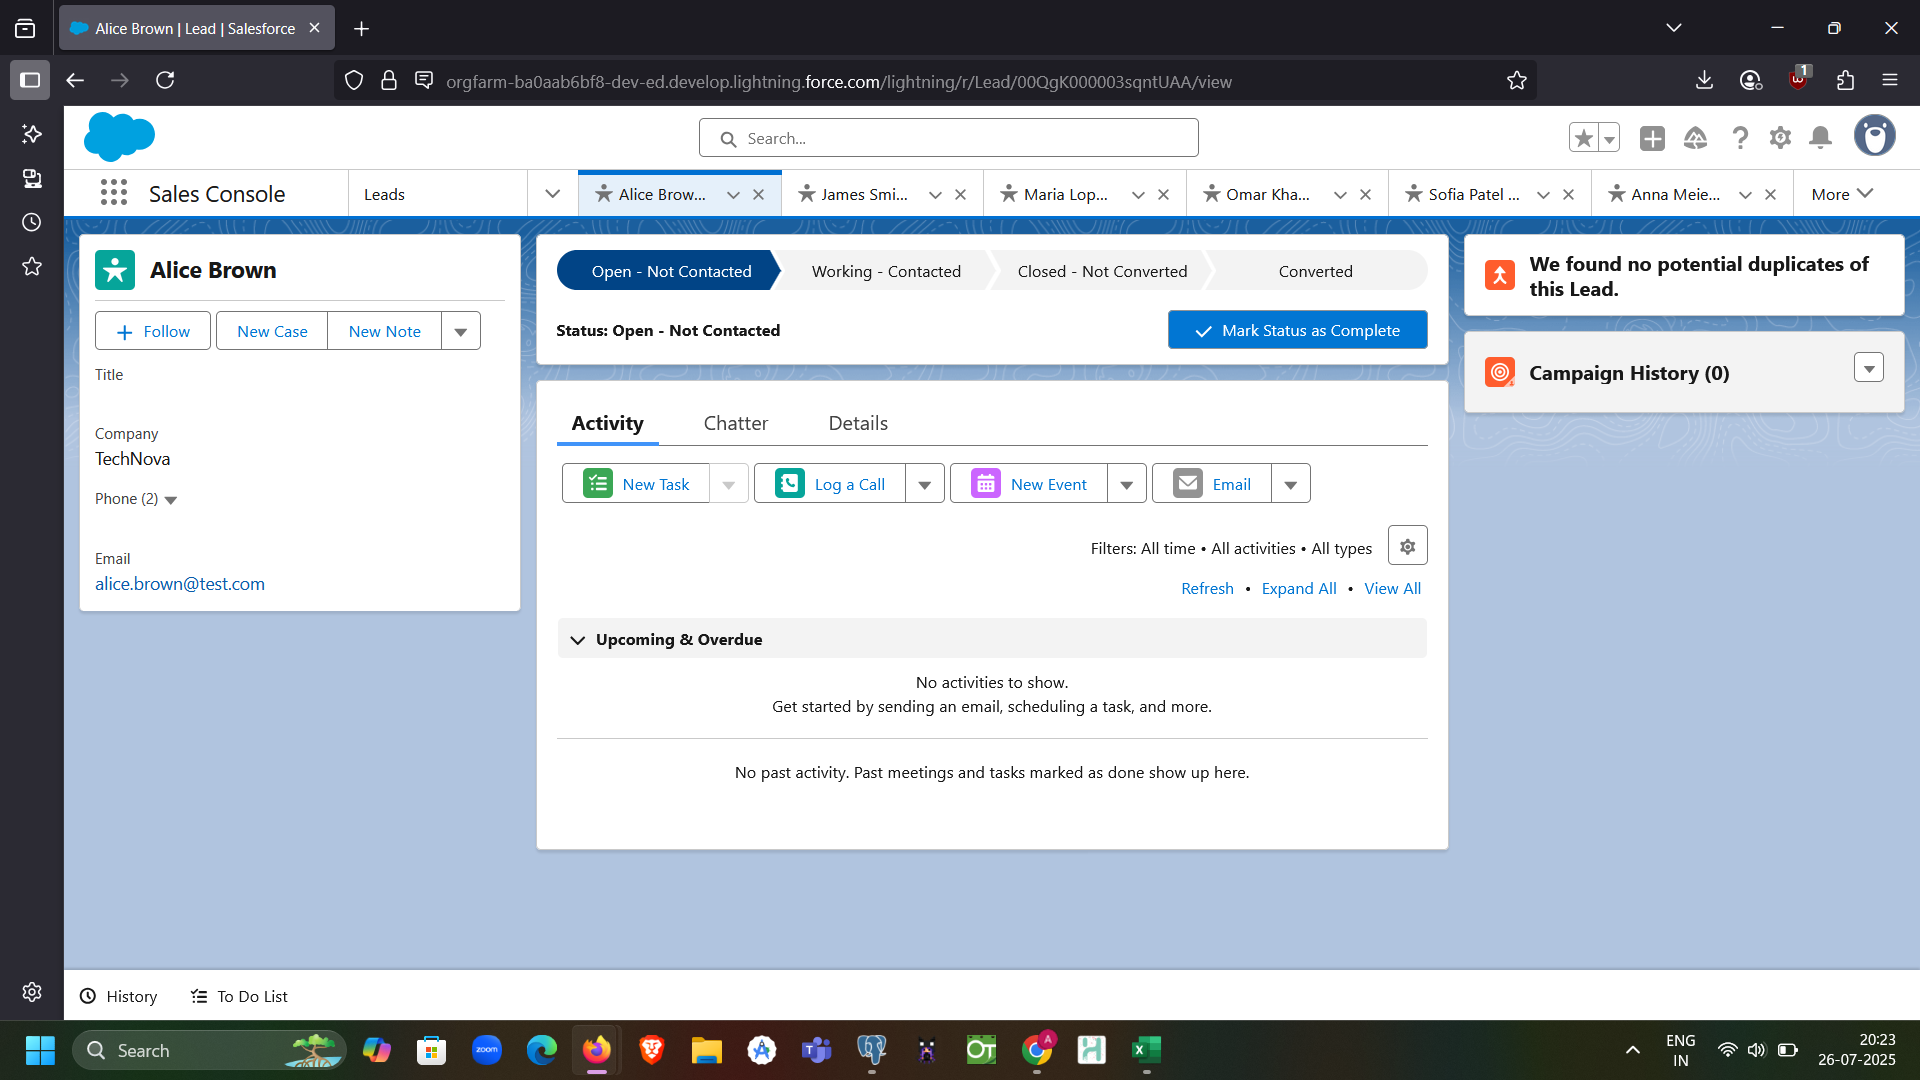 Alice Brown | Lead | Salesforce
orgfarm-ba0aab6bf8-dev-ed.develop.lightning.force.com/lightning/r/Lead/00QgK000003sqntUAA/view
1
Search...
Sales Console
Leads
Alice Brow...
James Smi...
Maria Lop...
Omar Kha...
Sofia Patel ...
Anna Meie...
More
Alice Brown
Follow
New Case
New Note
Title
Company
TechNova
Phone (2)
Email
alice.brown@test.com
Open - Not Contacted
Working - Contacted
Closed - Not Converted
Converted
Status: Open - Not Contacted
Mark Status as Complete
Activity
Chatter
Details
New Task
Log a Call
New Event
Email
Filters: All time • All activities • All types
Refresh • Expand All • View All
Upcoming & Overdue
No activities to show.
Get started by sending an email, scheduling a task, and more.
No past activity. Past meetings and tasks marked as done show up here.
We found no potential duplicates of
this Lead.
Campaign History (0)
History
To Do List
Search
zoom
OT
A
H
ENG
IN
20:23
26-07-2025